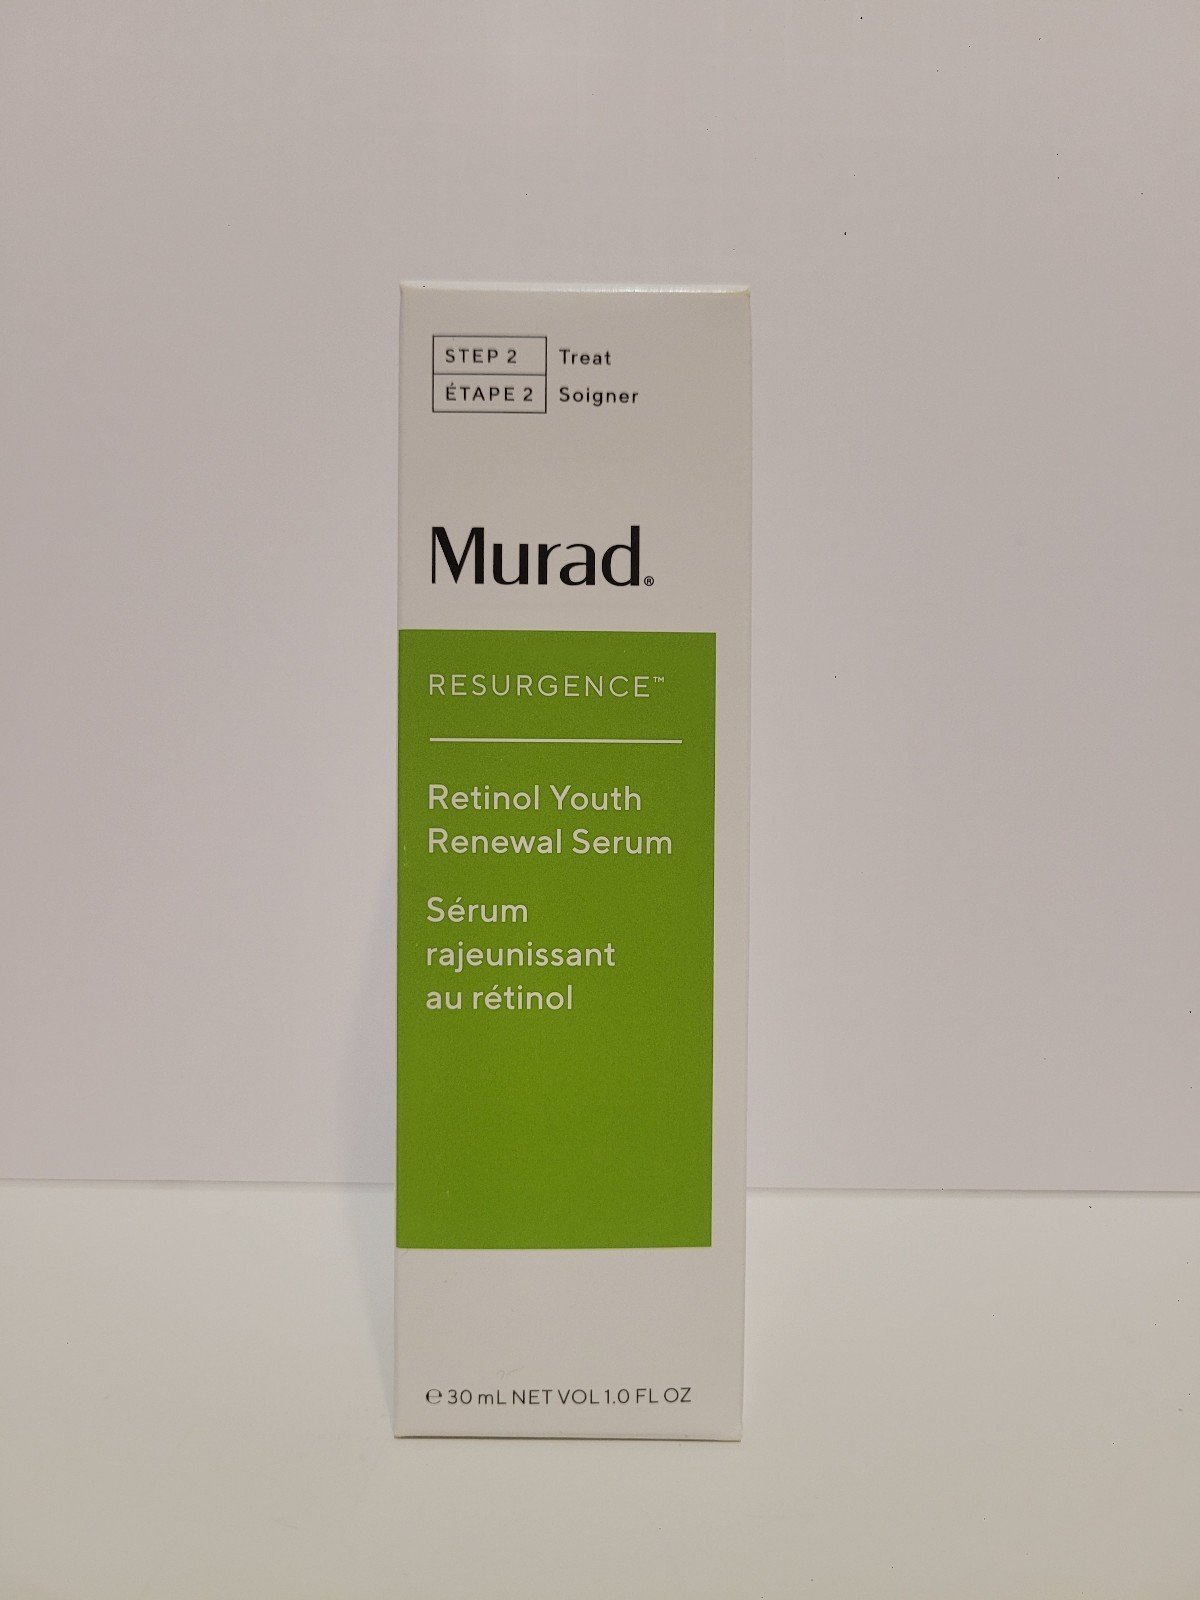 STEP 2 Treat
ÉTAPE 2 Soigner
Murad®
RESURGENCE™
Retinol Youth
Renewal Serum
Sérum
rajeunissant
au rétinol
℮ 30 mL NET VOL 1.0 FL OZ